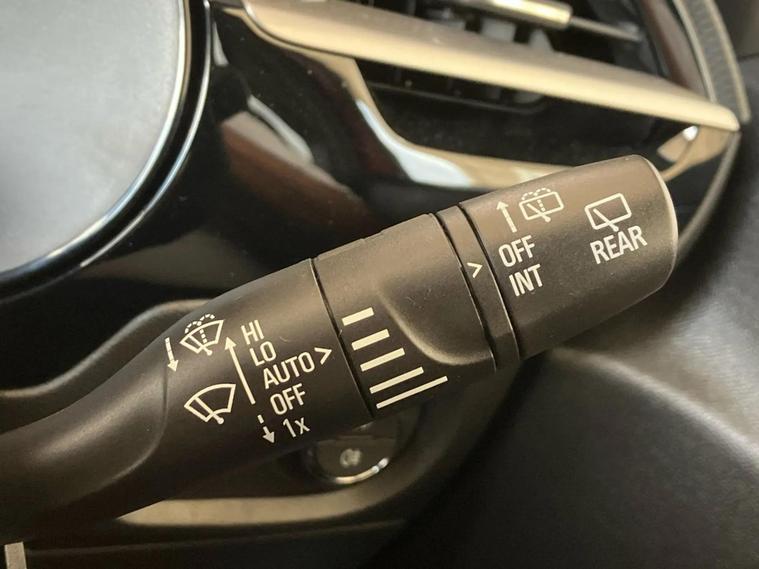 HI
LO
AUTO >
OFF
1x
>
OFF
INT
REAR